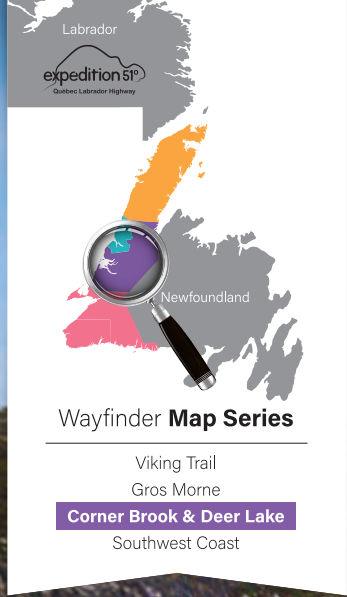 Labrador
expedition 51º
Québec Labrador Highway
Newfoundland
Wayfinder Map Series
Viking Trail
Gros Morne
Corner Brook & Deer Lake
Southwest Coast